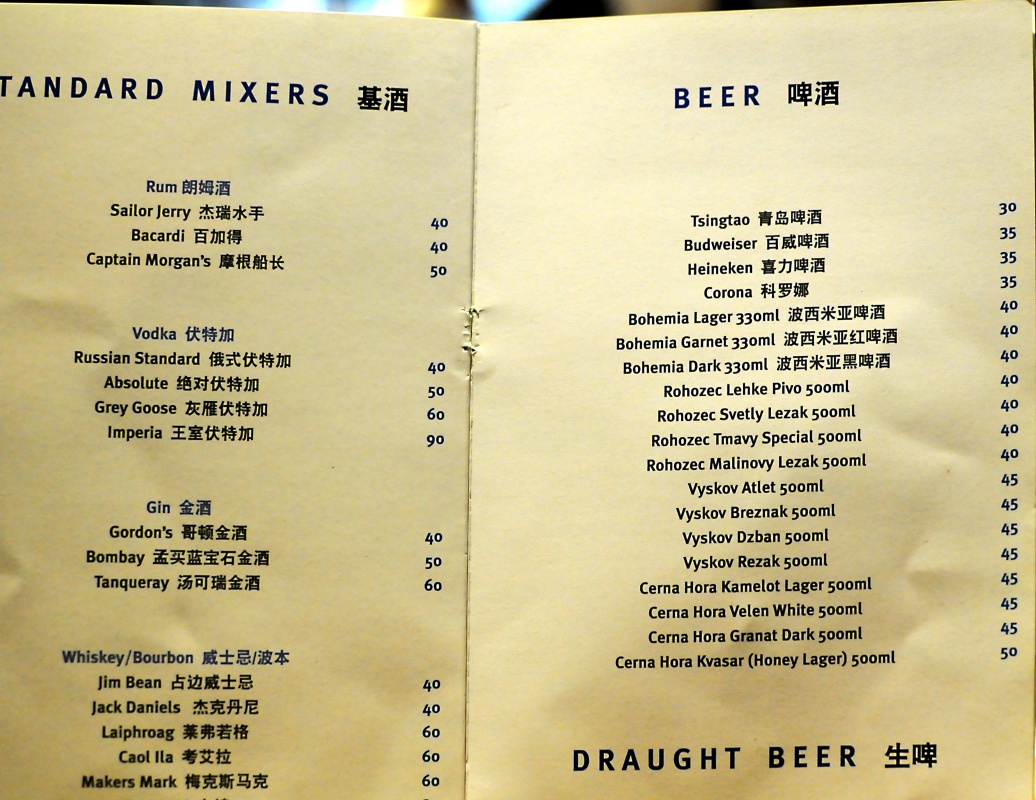 TANDARD MIXERS 基酒
Rum 朗姆酒
Sailor Jerry 杰瑞水手 40
Bacardi 百加得 40
Captain Morgan's 摩根船长 50
Vodka 伏特加
Russian Standard 俄式伏特加 40
Absolute 绝对伏特加 50
Grey Goose 灰雁伏特加 60
Imperia 王室伏特加 90
Gin 金酒
Gordon's 哥顿金酒 40
Bombay 孟买蓝宝石金酒 50
Tanqueray 汤可瑞金酒 60
Whiskey/Bourbon 威士忌/波本
Jim Bean 占边威士忌 40
Jack Daniels 杰克丹尼 40
Laiphroag 莱弗若格 60
Caol Ila 考艾拉 60
Makers Mark 梅克斯马克 60
BEER 啤酒
Tsingtao 青岛啤酒 30
Budweiser 百威啤酒 35
Heineken 喜力啤酒 35
Corona 科罗娜 35
Bohemia Lager 330ml 波西米亚啤酒 40
Bohemia Garnet 330ml 波西米亚红啤酒 40
Bohemia Dark 330ml 波西米亚黑啤酒 40
Rohozec Lehke Pivo 500ml 40
Rohozec Svetly Lezak 500ml 40
Rohozec Tmavy Special 500ml 40
Rohozec Malinovy Lezak 500ml 40
Vyskov Atlet 500ml 45
Vyskov Breznak 500ml 45
Vyskov Dzban 500ml 45
Vyskov Rezak 500ml 45
Cerna Hora Kamelot Lager 500ml 45
Cerna Hora Velen White 500ml 45
Cerna Hora Granat Dark 500ml 45
Cerna Hora Kvasar (Honey Lager) 500ml 50
DRAUGHT BEER 生啤